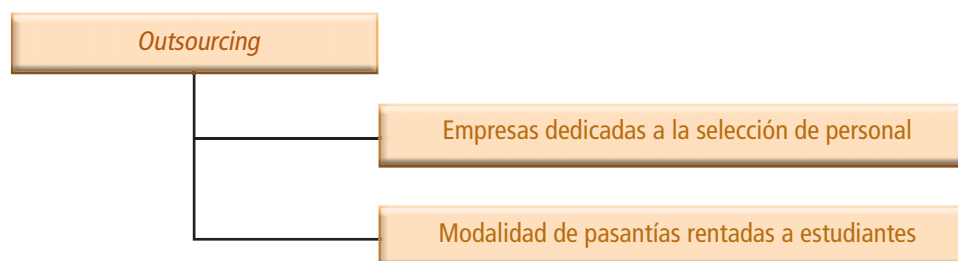 Outsourcing
Empresas dedicadas a la selección de personal
Modalidad de pasantías rentadas a estudiantes